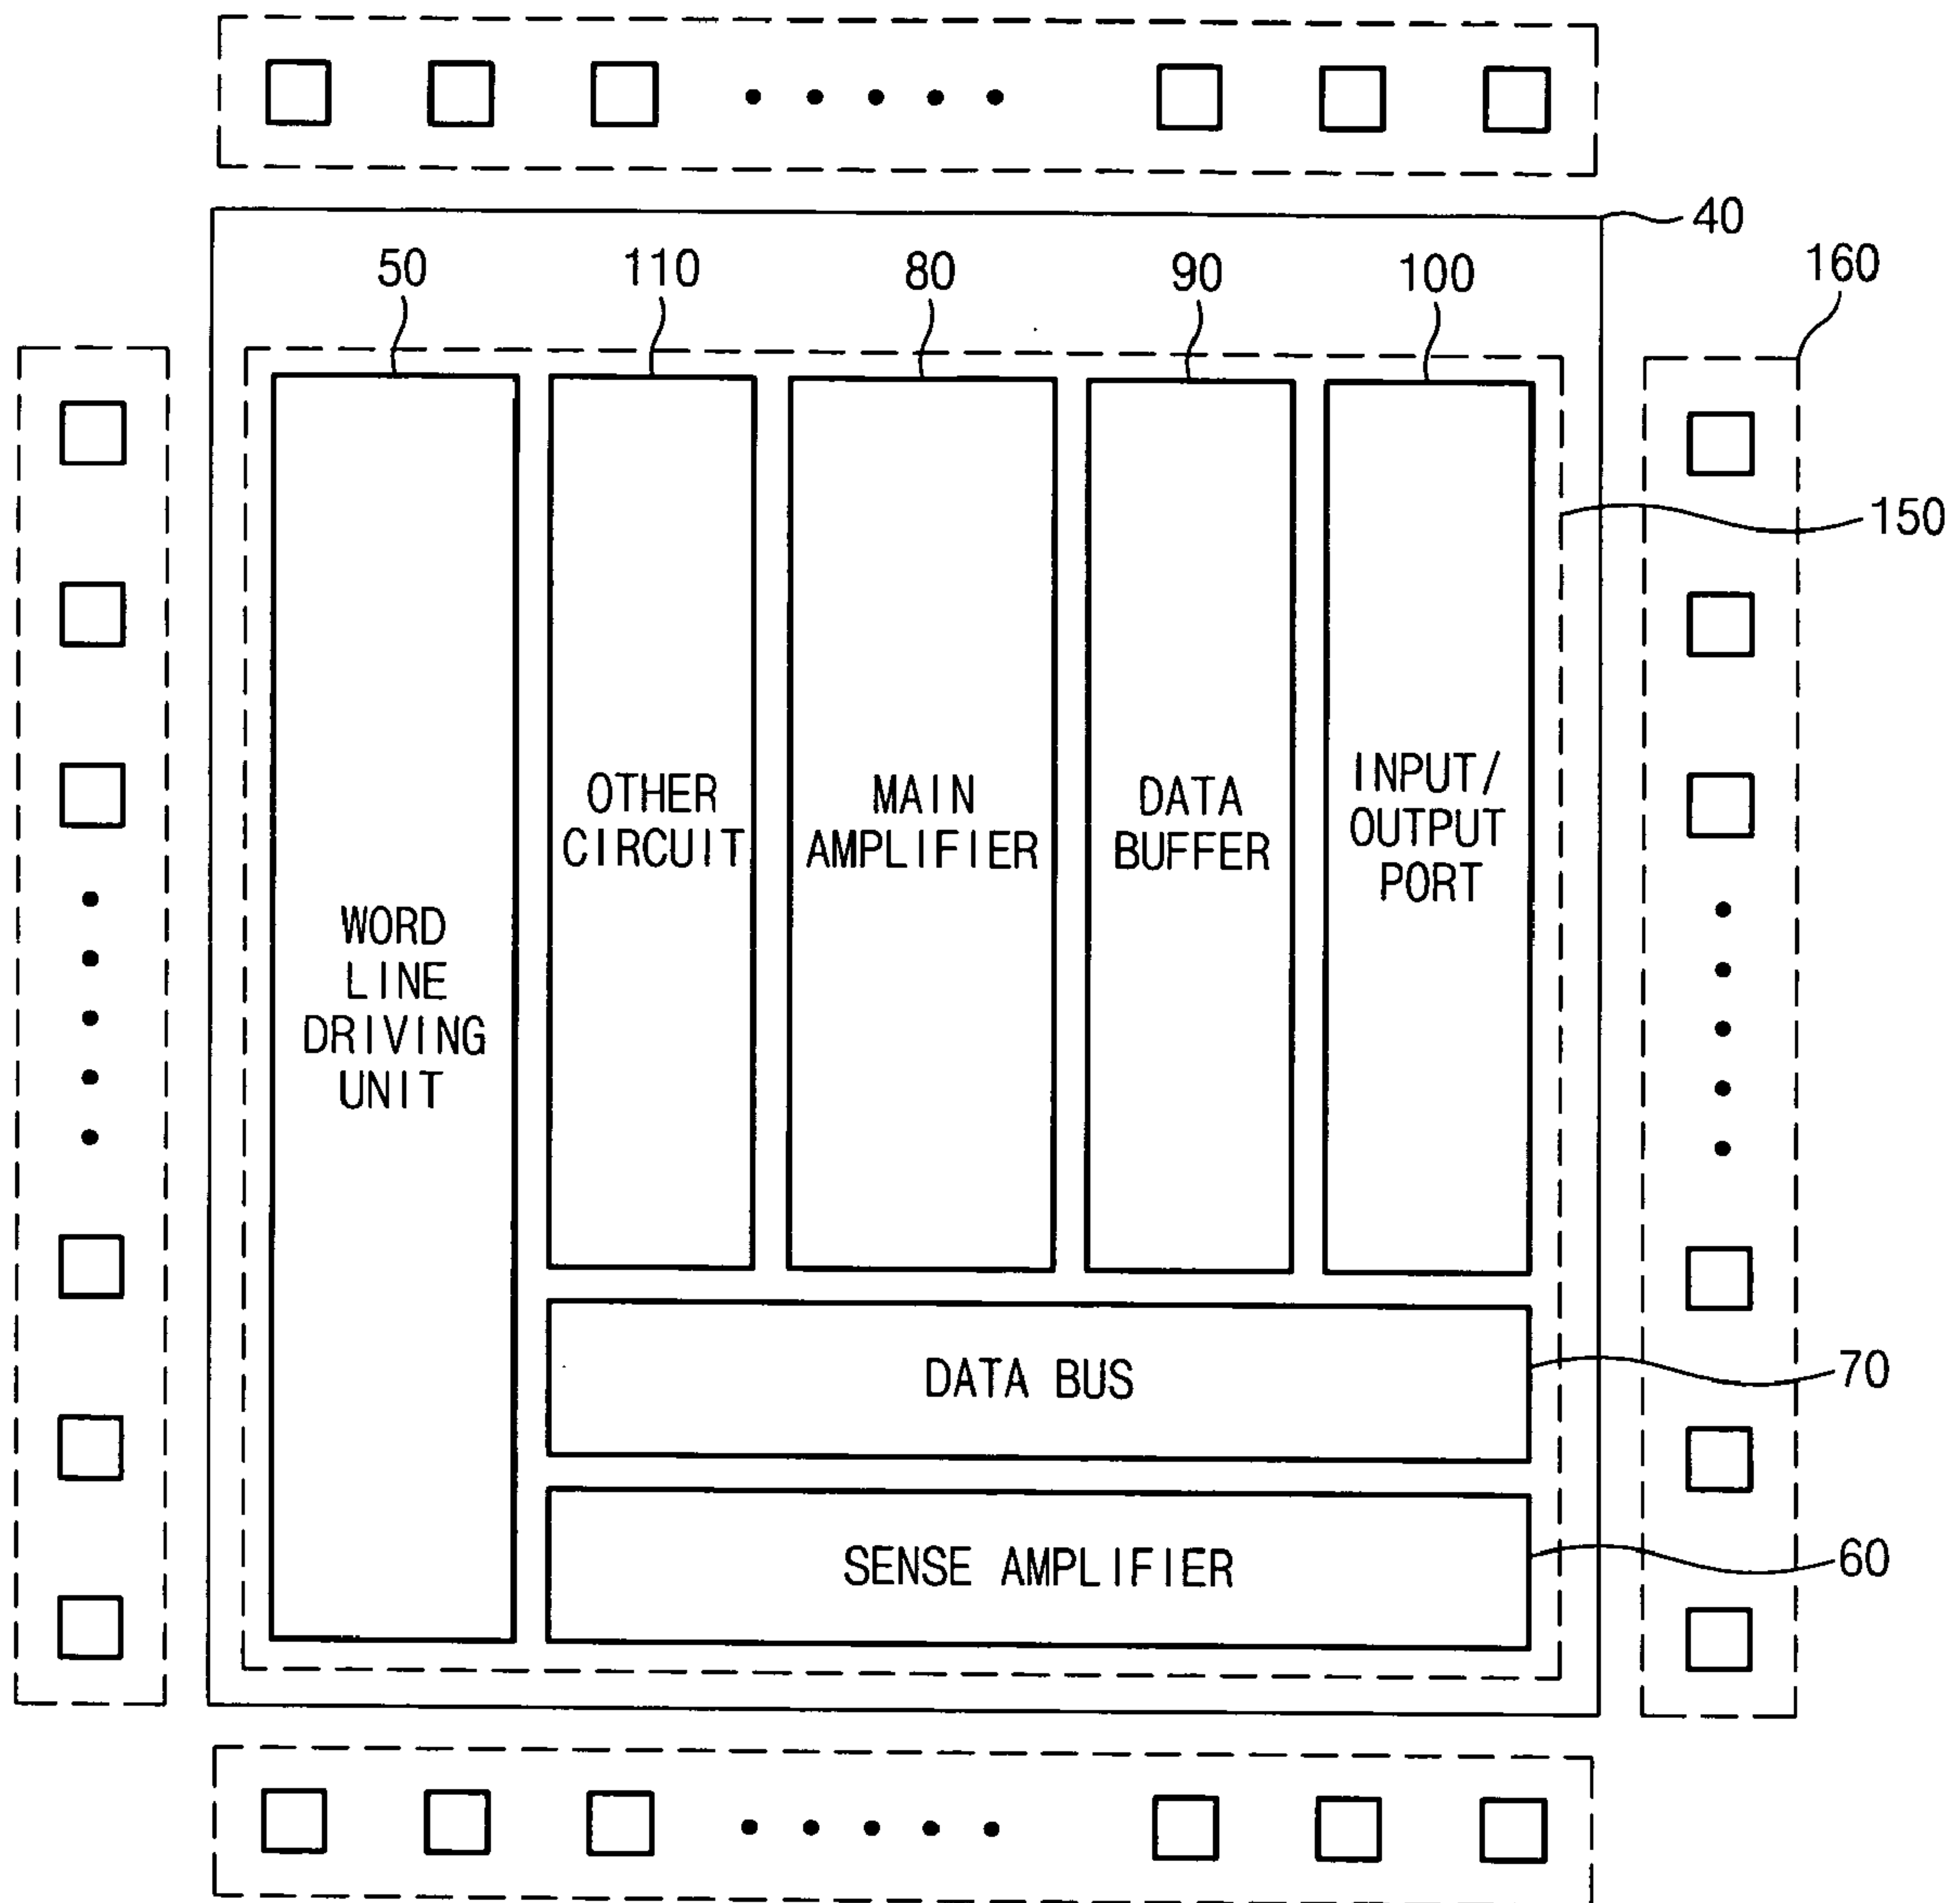 40
50
110
80
90
100
160
150
OTHER
CIRCUIT
MAIN
AMPLIFIER
DATA
BUFFER
INPUT/
OUTPUT
PORT
WORD
LINE
DRIVING
UNIT
DATA BUS
70
SENSE AMPLIFIER
60